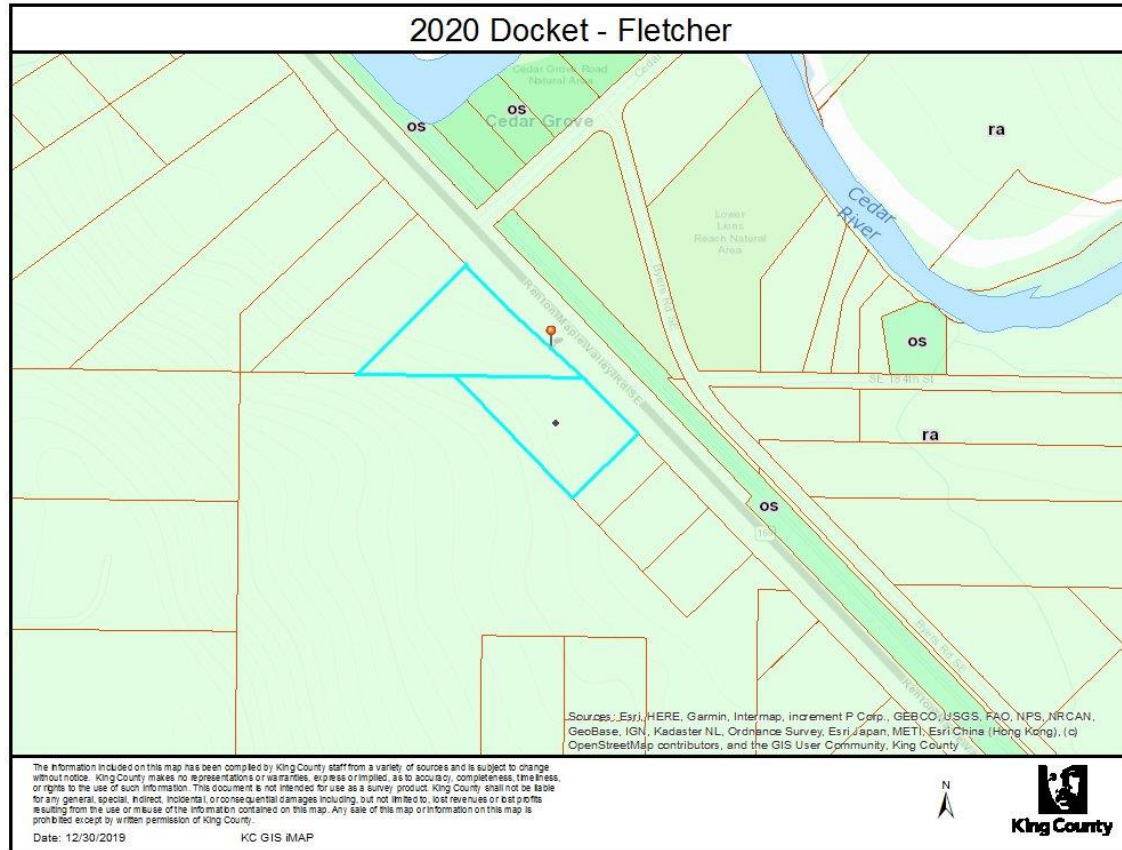 2020 Docket - Fletcher
Cedar Grove Road
Natural Area
Cedar
os
Cedar Grove
os
ra
Cedar
River
Lower
Lions
Reach Natural
Area
Byers Rd SE
Renton Maple Valley Rd SE
os
SE 184th St
ra
os
169
Byers Rd SE
Sources: Esri, HERE, Garmin, Intermap, increment P Corp., GEBCO, USGS, FAO, NPS, NRCAN,
GeoBase, IGN, Kadaster NL, Ordnance Survey, Esri Japan, METI, Esri China (Hong Kong), (c)
OpenStreetMap contributors, and the GIS User Community, King County
The information included on this map has been compiled by King County staff from a variety of sources and is subject to change
without notice. King County makes no representations or warranties, express or implied, as to accuracy, completeness, timeliness,
or rights to the use of such information. This document is not intended for use as a survey product. King County shall not be liable
for any general, special, indirect, incidental, or consequential damages including, but not limited to, lost revenues or lost profits
resulting from the use or misuse of the information contained on this map. Any sale of this map or information on this map is
prohibited except by written permission of King County.
Date: 12/30/2019 KC GIS iMAP
N
King County